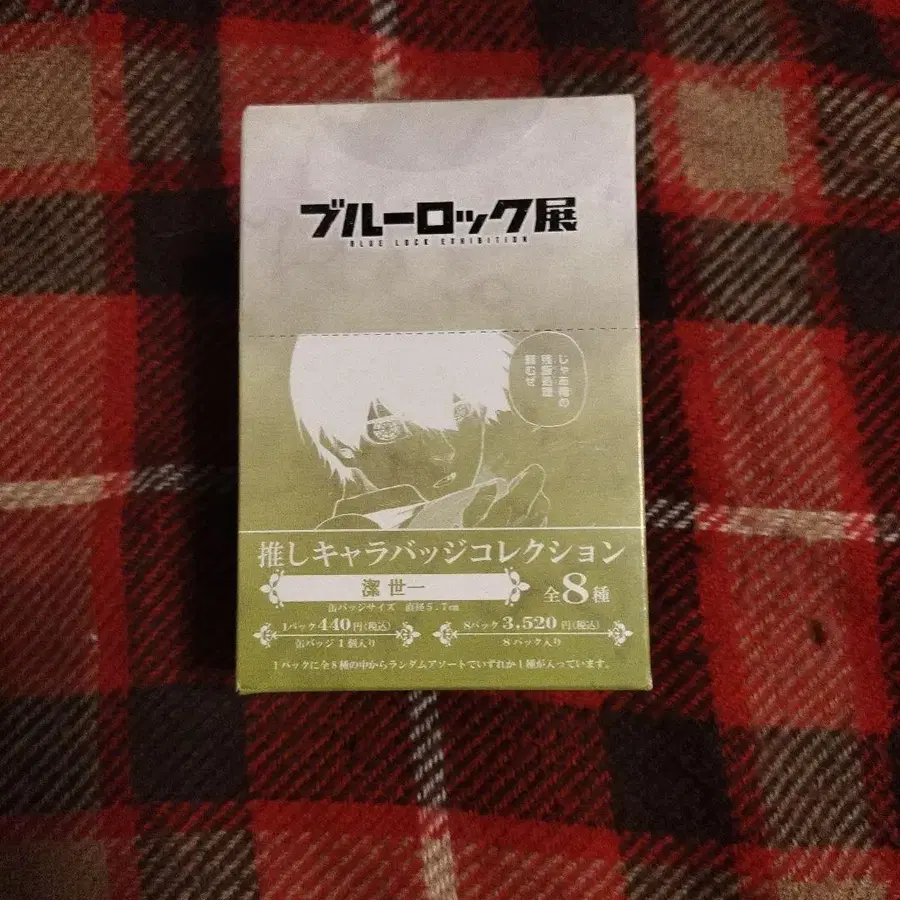 ブルーロック展
BLUE LOCK EXHIBITION
じゃあ俺の
残飯処理
頼むぜ
推しキャラバッジコレクション
潔 世一
全8種
缶バッジサイズ 直径5.7cm
1パック440円(税込)
缶バッジ1個入り
8パック3,520円(税込)
8パック入り
1パックに全8種の中からランダムアソートでいずれか1種が入っています。